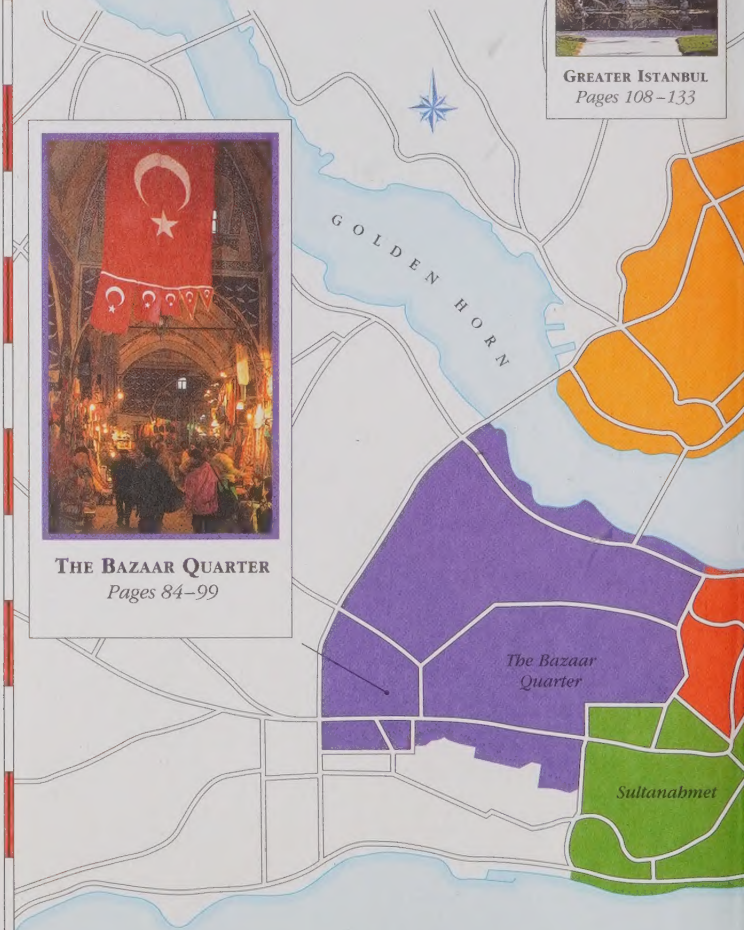 GREATER ISTANBUL
Pages 108–133
GOLDEN HORN
THE BAZAAR QUARTER
Pages 84–99
The Bazaar
Quarter
Sultanahmet